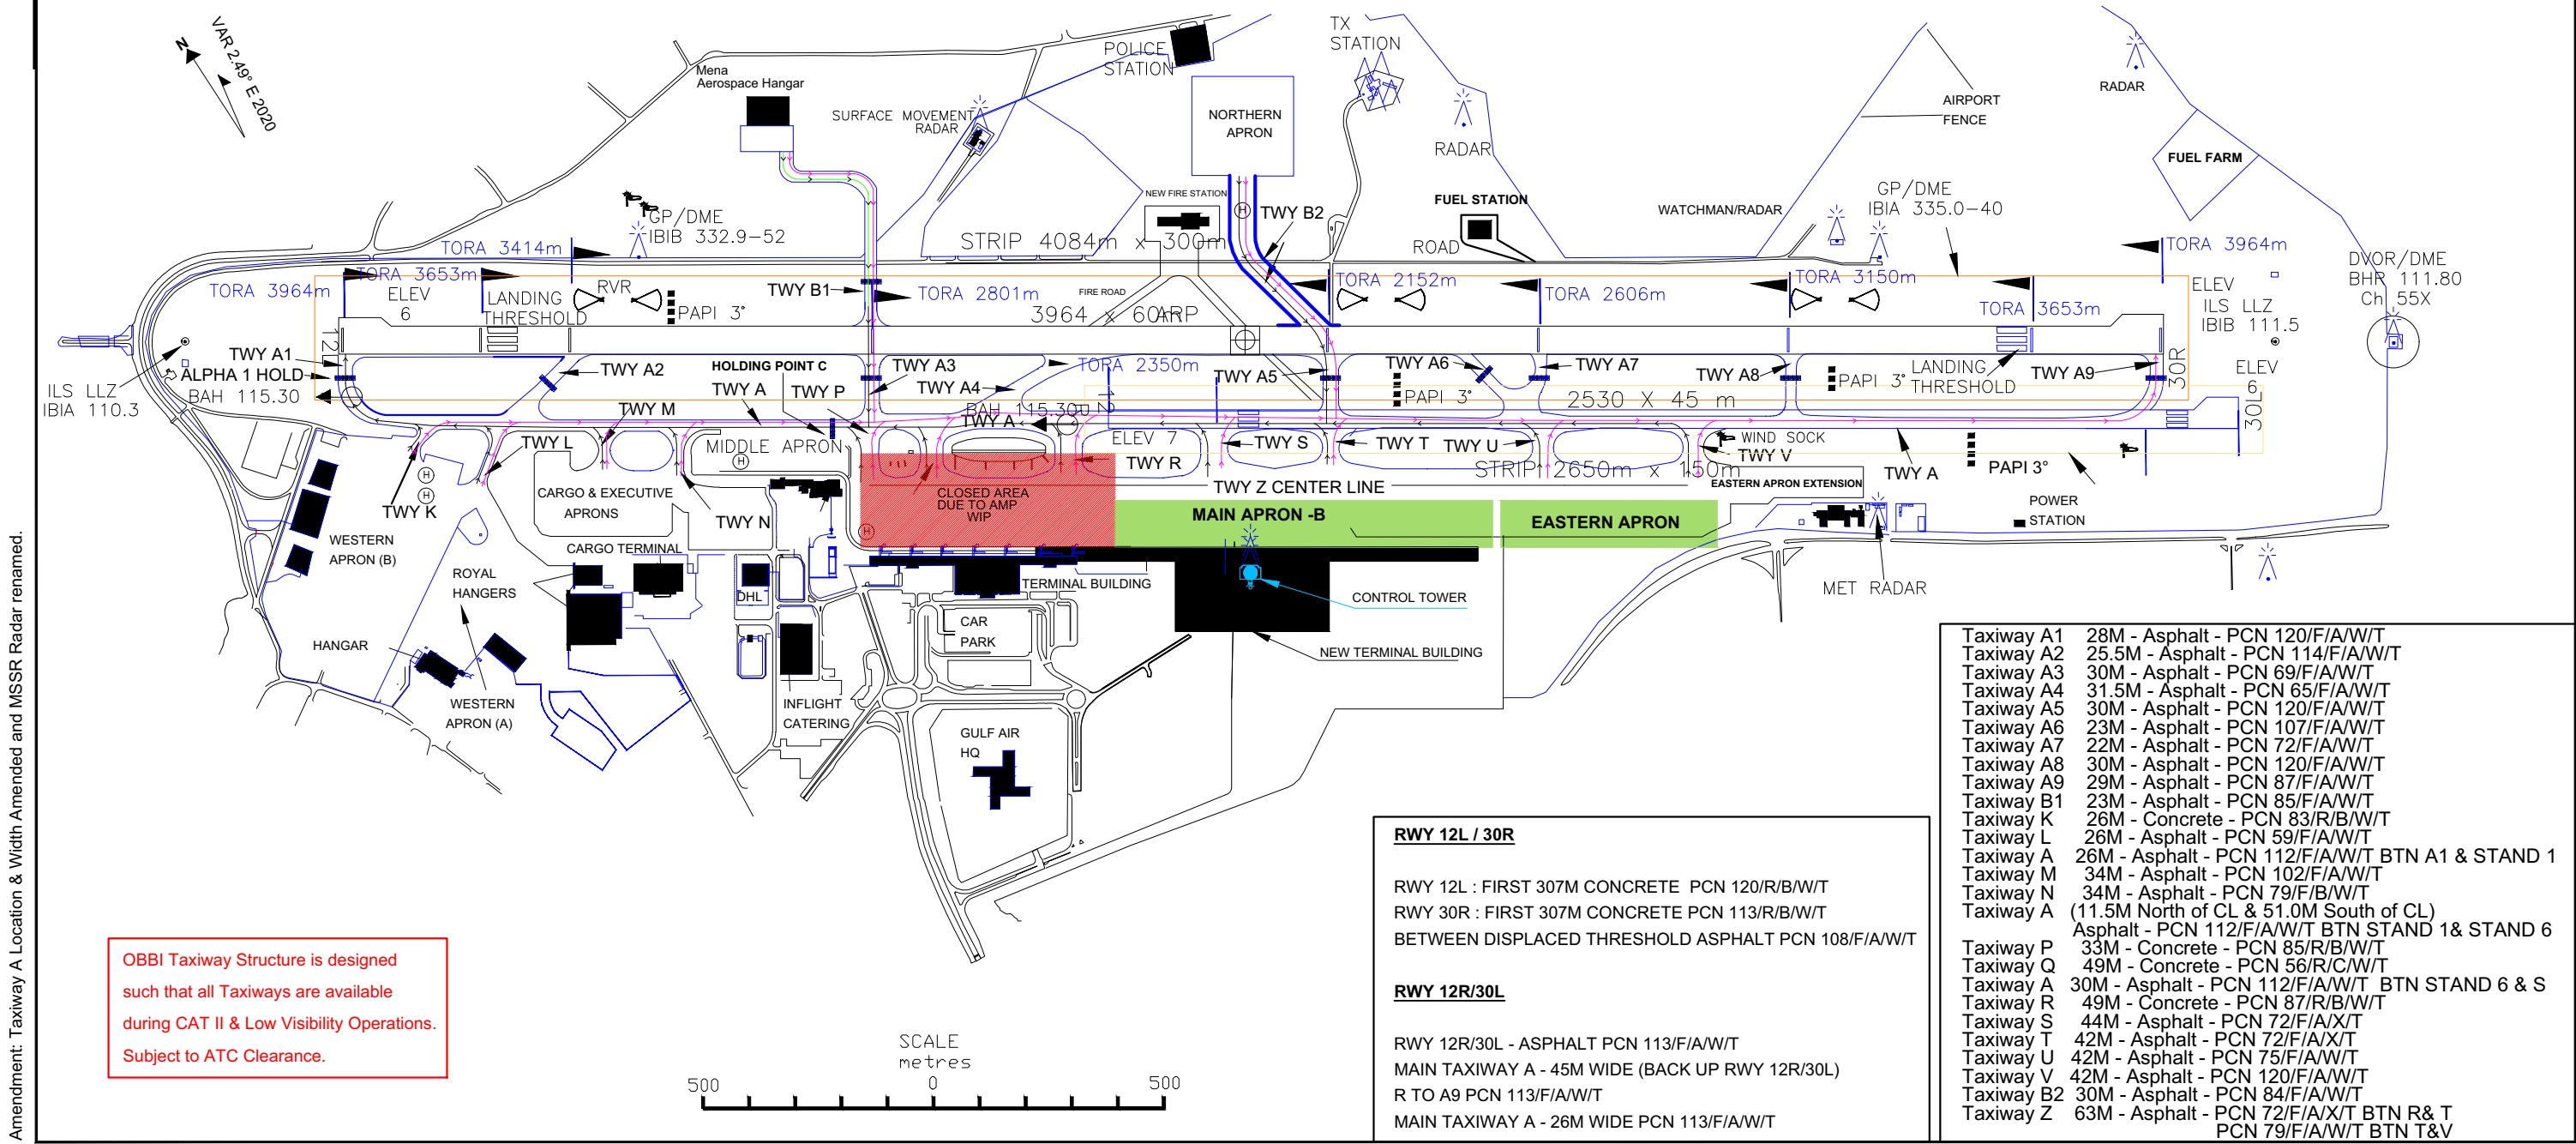 VAR 2.49° E 2020
N
Mena
Aerospace Hangar
POLICE
STATION
TX
STATION
SURFACE MOVEMENT
RADAR
NORTHERN
APRON
RADAR
AIRPORT
FENCE
RADAR
FUEL FARM
NEW FIRE STATION
H
TWY B2
FUEL STATION
ROAD
WATCHMAN/RADAR
GP/DME
IBIA 335.0-40
GP/DME
IBIB 332.9-52
TORA 3414m
STRIP 4084m x 300m
TORA 3964m
DVOR/DME
BHR 111.80
Ch 55X
TORA 3964m
TORA 3653m
ELEV
6
LANDING
THRESHOLD
RVR
PAPI 3°
TWY B1
TORA 2801m
FIRE ROAD
3964 x 60
ARP
TORA 2152m
TORA 2606m
TORA 3150m
TORA 3653m
ELEV
ILS LLZ
IBIB 111.5
12
TWY A1
ALPHA 1 HOLD
BAH 115.30
ILS LLZ
IBIA 110.3
TWY A2
HOLDING POINT C
TWY A
TWY P
TWY A3
TWY A4
TORA 2350m
TWY A5
TWY A6
PAPI 3°
TWY A7
TWY A8
PAPI 3°
LANDING
THRESHOLD
TWY A9
30R
ELEV
6
30L
2530 X 45 m
TWY M
BAH 115.30
TWY A
12
ELEV 7
TWY L
MIDDLE APRON
H
TWY R
TWY S
TWY T
TWY U
WIND SOCK
TWY V
STRIP 2650m x 150m
TWY A
PAPI 3°
TWY K
H
H
CARGO & EXECUTIVE
APRONS
TWY N
CLOSED AREA
DUE TO AMP
WIP
H
TWY Z CENTER LINE
MAIN APRON -B
EASTERN APRON
EASTERN APRON EXTENSION
POWER
STATION
WESTERN
APRON (B)
CARGO TERMINAL
ROYAL
HANGERS
DHL
TERMINAL BUILDING
CONTROL TOWER
MET RADAR
HANGAR
CAR
PARK
NEW TERMINAL BUILDING
WESTERN
APRON (A)
INFLIGHT
CATERING
GULF AIR
HQ
Amendment: Taxiway A Location & Width Amended and MSSR Radar renamed.
OBBI Taxiway Structure is designed
such that all Taxiways are available
during CAT II & Low Visibility Operations.
Subject to ATC Clearance.
SCALE
metres
500 0 500
RWY 12L / 30R
RWY 12L : FIRST 307M CONCRETE PCN 120/R/B/W/T
RWY 30R : FIRST 307M CONCRETE PCN 113/R/B/W/T
BETWEEN DISPLACED THRESHOLD ASPHALT PCN 108/F/A/W/T
RWY 12R/30L
RWY 12R/30L - ASPHALT PCN 113/F/A/W/T
MAIN TAXIWAY A - 45M WIDE (BACK UP RWY 12R/30L)
R TO A9 PCN 113/F/A/W/T
MAIN TAXIWAY A - 26M WIDE PCN 113/F/A/W/T
Taxiway A1 28M - Asphalt - PCN 120/F/A/W/T
Taxiway A2 25.5M - Asphalt - PCN 114/F/A/W/T
Taxiway A3 30M - Asphalt - PCN 69/F/A/W/T
Taxiway A4 31.5M - Asphalt - PCN 65/F/A/W/T
Taxiway A5 30M - Asphalt - PCN 120/F/A/W/T
Taxiway A6 23M - Asphalt - PCN 107/F/A/W/T
Taxiway A7 22M - Asphalt - PCN 72/F/A/W/T
Taxiway A8 30M - Asphalt - PCN 120/F/A/W/T
Taxiway A9 29M - Asphalt - PCN 87/F/A/W/T
Taxiway B1 23M - Asphalt - PCN 85/F/A/W/T
Taxiway K 26M - Concrete - PCN 83/R/B/W/T
Taxiway L 26M - Asphalt - PCN 59/F/A/W/T
Taxiway A 26M - Asphalt - PCN 112/F/A/W/T BTN A1 & STAND 1
Taxiway M 34M - Asphalt - PCN 102/F/A/W/T
Taxiway N 34M - Asphalt - PCN 79/F/B/W/T
Taxiway A (11.5M North of CL & 51.0M South of CL)
Asphalt - PCN 112/F/A/W/T BTN STAND 1& STAND 6
Taxiway P 33M - Concrete - PCN 85/R/B/W/T
Taxiway Q 49M - Concrete - PCN 56/R/C/W/T
Taxiway A 30M - Asphalt - PCN 112/F/A/W/T BTN STAND 6 & S
Taxiway R 49M - Concrete - PCN 87/R/B/W/T
Taxiway S 44M - Asphalt - PCN 72/F/A/X/T
Taxiway T 42M - Asphalt - PCN 72/F/A/X/T
Taxiway U 42M - Asphalt - PCN 75/F/A/W/T
Taxiway V 42M - Asphalt - PCN 120/F/A/W/T
Taxiway B2 30M - Asphalt - PCN 84/F/A/W/T
Taxiway Z 63M - Asphalt - PCN 72/F/A/X/T BTN R& T
PCN 79/F/A/W/T BTN T&V